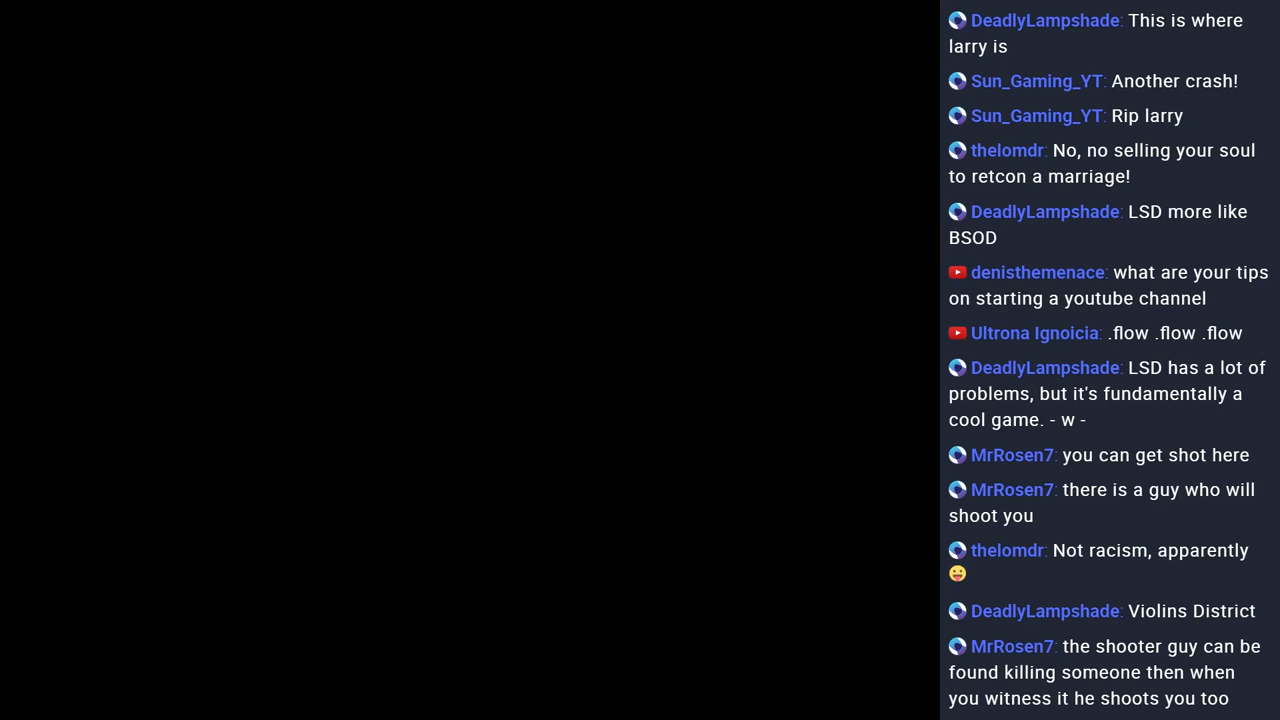 DeadlyLampshade: This is where
larry is
Sun_Gaming_YT: Another crash!
Sun_Gaming_YT: Rip larry
thelomdr: No, no selling your soul
to retcon a marriage!
DeadlyLampshade: LSD more like
BSOD
denisthemenace: what are your tips
on starting a youtube channel
Ultrona Ignoicia: .flow .flow .flow
DeadlyLampshade: LSD has a lot of
problems, but it's fundamentally a
cool game. - w -
MrRosen7: you can get shot here
MrRosen7: there is a guy who will
shoot you
thelomdr: Not racism, apparently
😛
DeadlyLampshade: Violins District
MrRosen7: the shooter guy can be
found killing someone then when
you witness it he shoots you too